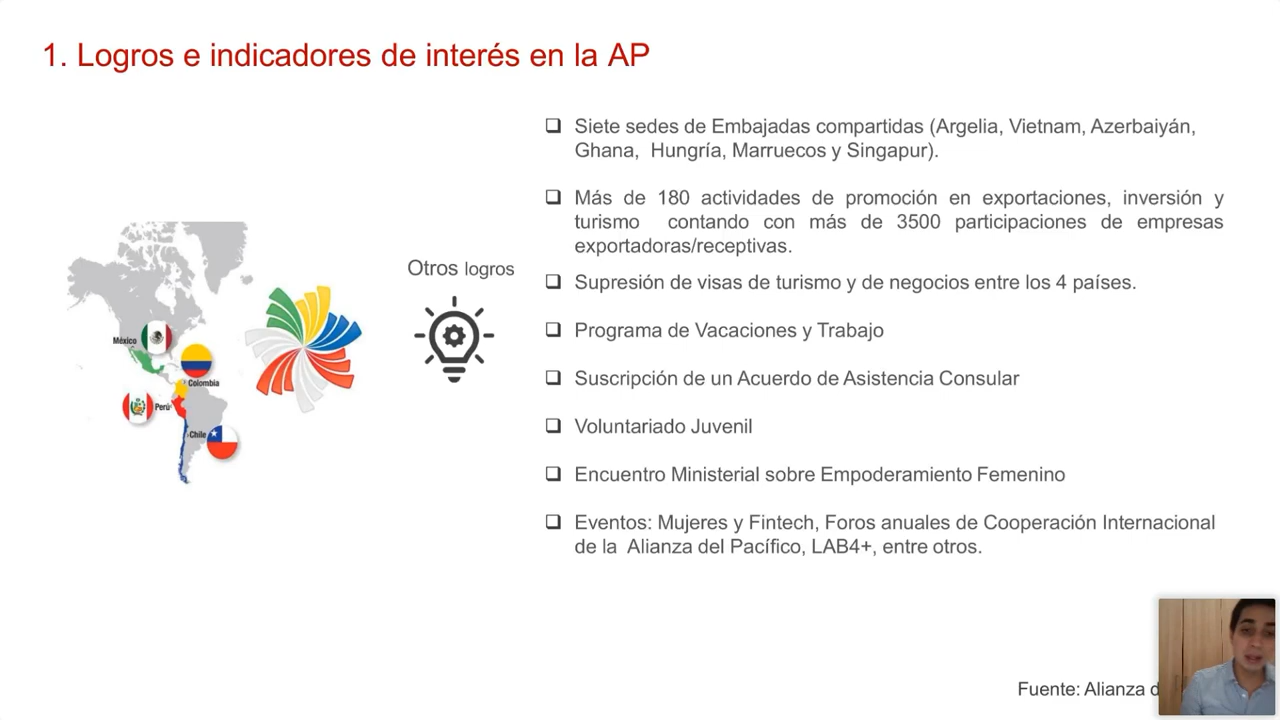 1. Logros e indicadores de interés en la AP
Siete sedes de Embajadas compartidas (Argelia, Vietnam, Azerbaiyán,
Ghana, Hungría, Marruecos y Singapur).
Más de 180 actividades de promoción en exportaciones, inversión y
turismo contando con más de 3500 participaciones de empresas
exportadoras/receptivas.
Otros logros
Supresión de visas de turismo y de negocios entre los 4 países.
Programa de Vacaciones y Trabajo
México
Suscripción de un Acuerdo de Asistencia Consular
Colombia
Perú
Voluntariado Juvenil
Chile
Encuentro Ministerial sobre Empoderamiento Femenino
Eventos: Mujeres y Fintech, Foros anuales de Cooperación Internacional
de la Alianza del Pacífico, LAB4+, entre otros.
Fuente: Alianza